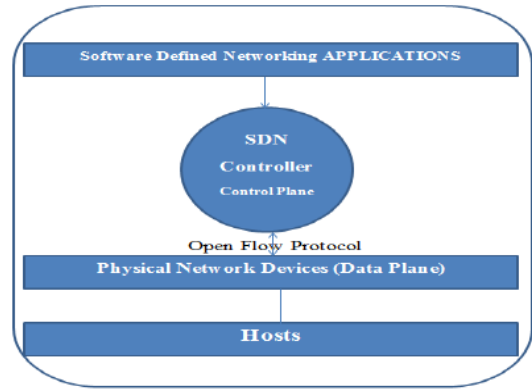 Software Defined Networking APPLICATIONS
SDN
Controller
Control Plane
Open Flow Protocol
Physical Network Devices (Data Plane)
Hosts